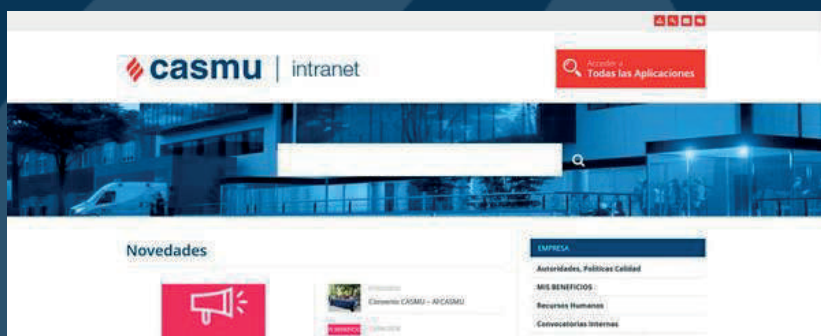 casmu | intranet
Acceder a
Todas las Aplicaciones
Novedades
Convenio CASMU – AFCASMU
EMPRESA
Autoridades, Políticas Calidad
MIS BENEFICIOS
Recursos Humanos
Convocatorias Internas